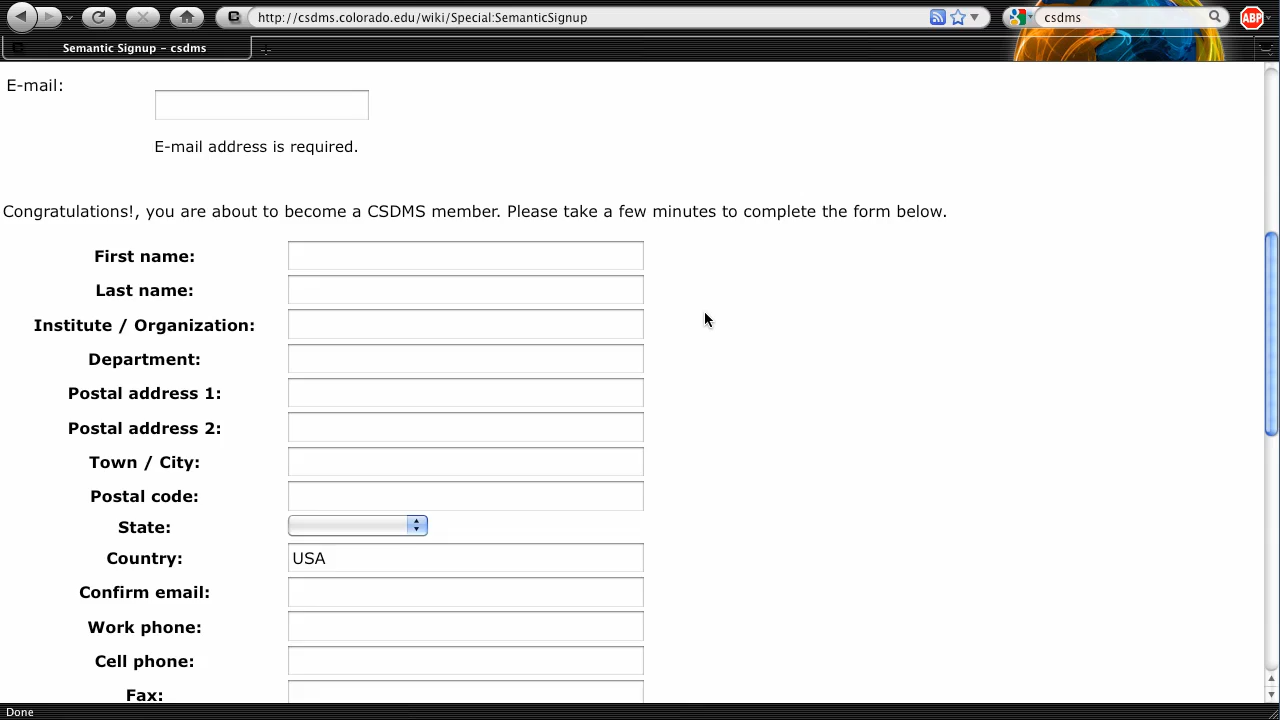 http://csdms.colorado.edu/wiki/Special:SemanticSignup
csdms
ABP
Semantic Signup – csdms
E-mail:
E-mail address is required.
Congratulations!, you are about to become a CSDMS member. Please take a few minutes to complete the form below.
First name:
Last name:
Institute / Organization:
Department:
Postal address 1:
Postal address 2:
Town / City:
Postal code:
State:
Country: USA
Confirm email:
Work phone:
Cell phone:
Fax:
Done